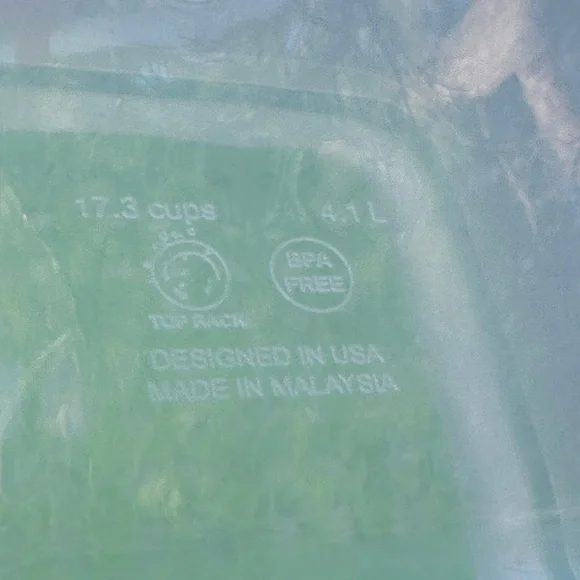 17.3 cups 4.1 L
BPA
FREE
TOP RACK
DESIGNED IN USA
MADE IN MALAYSIA